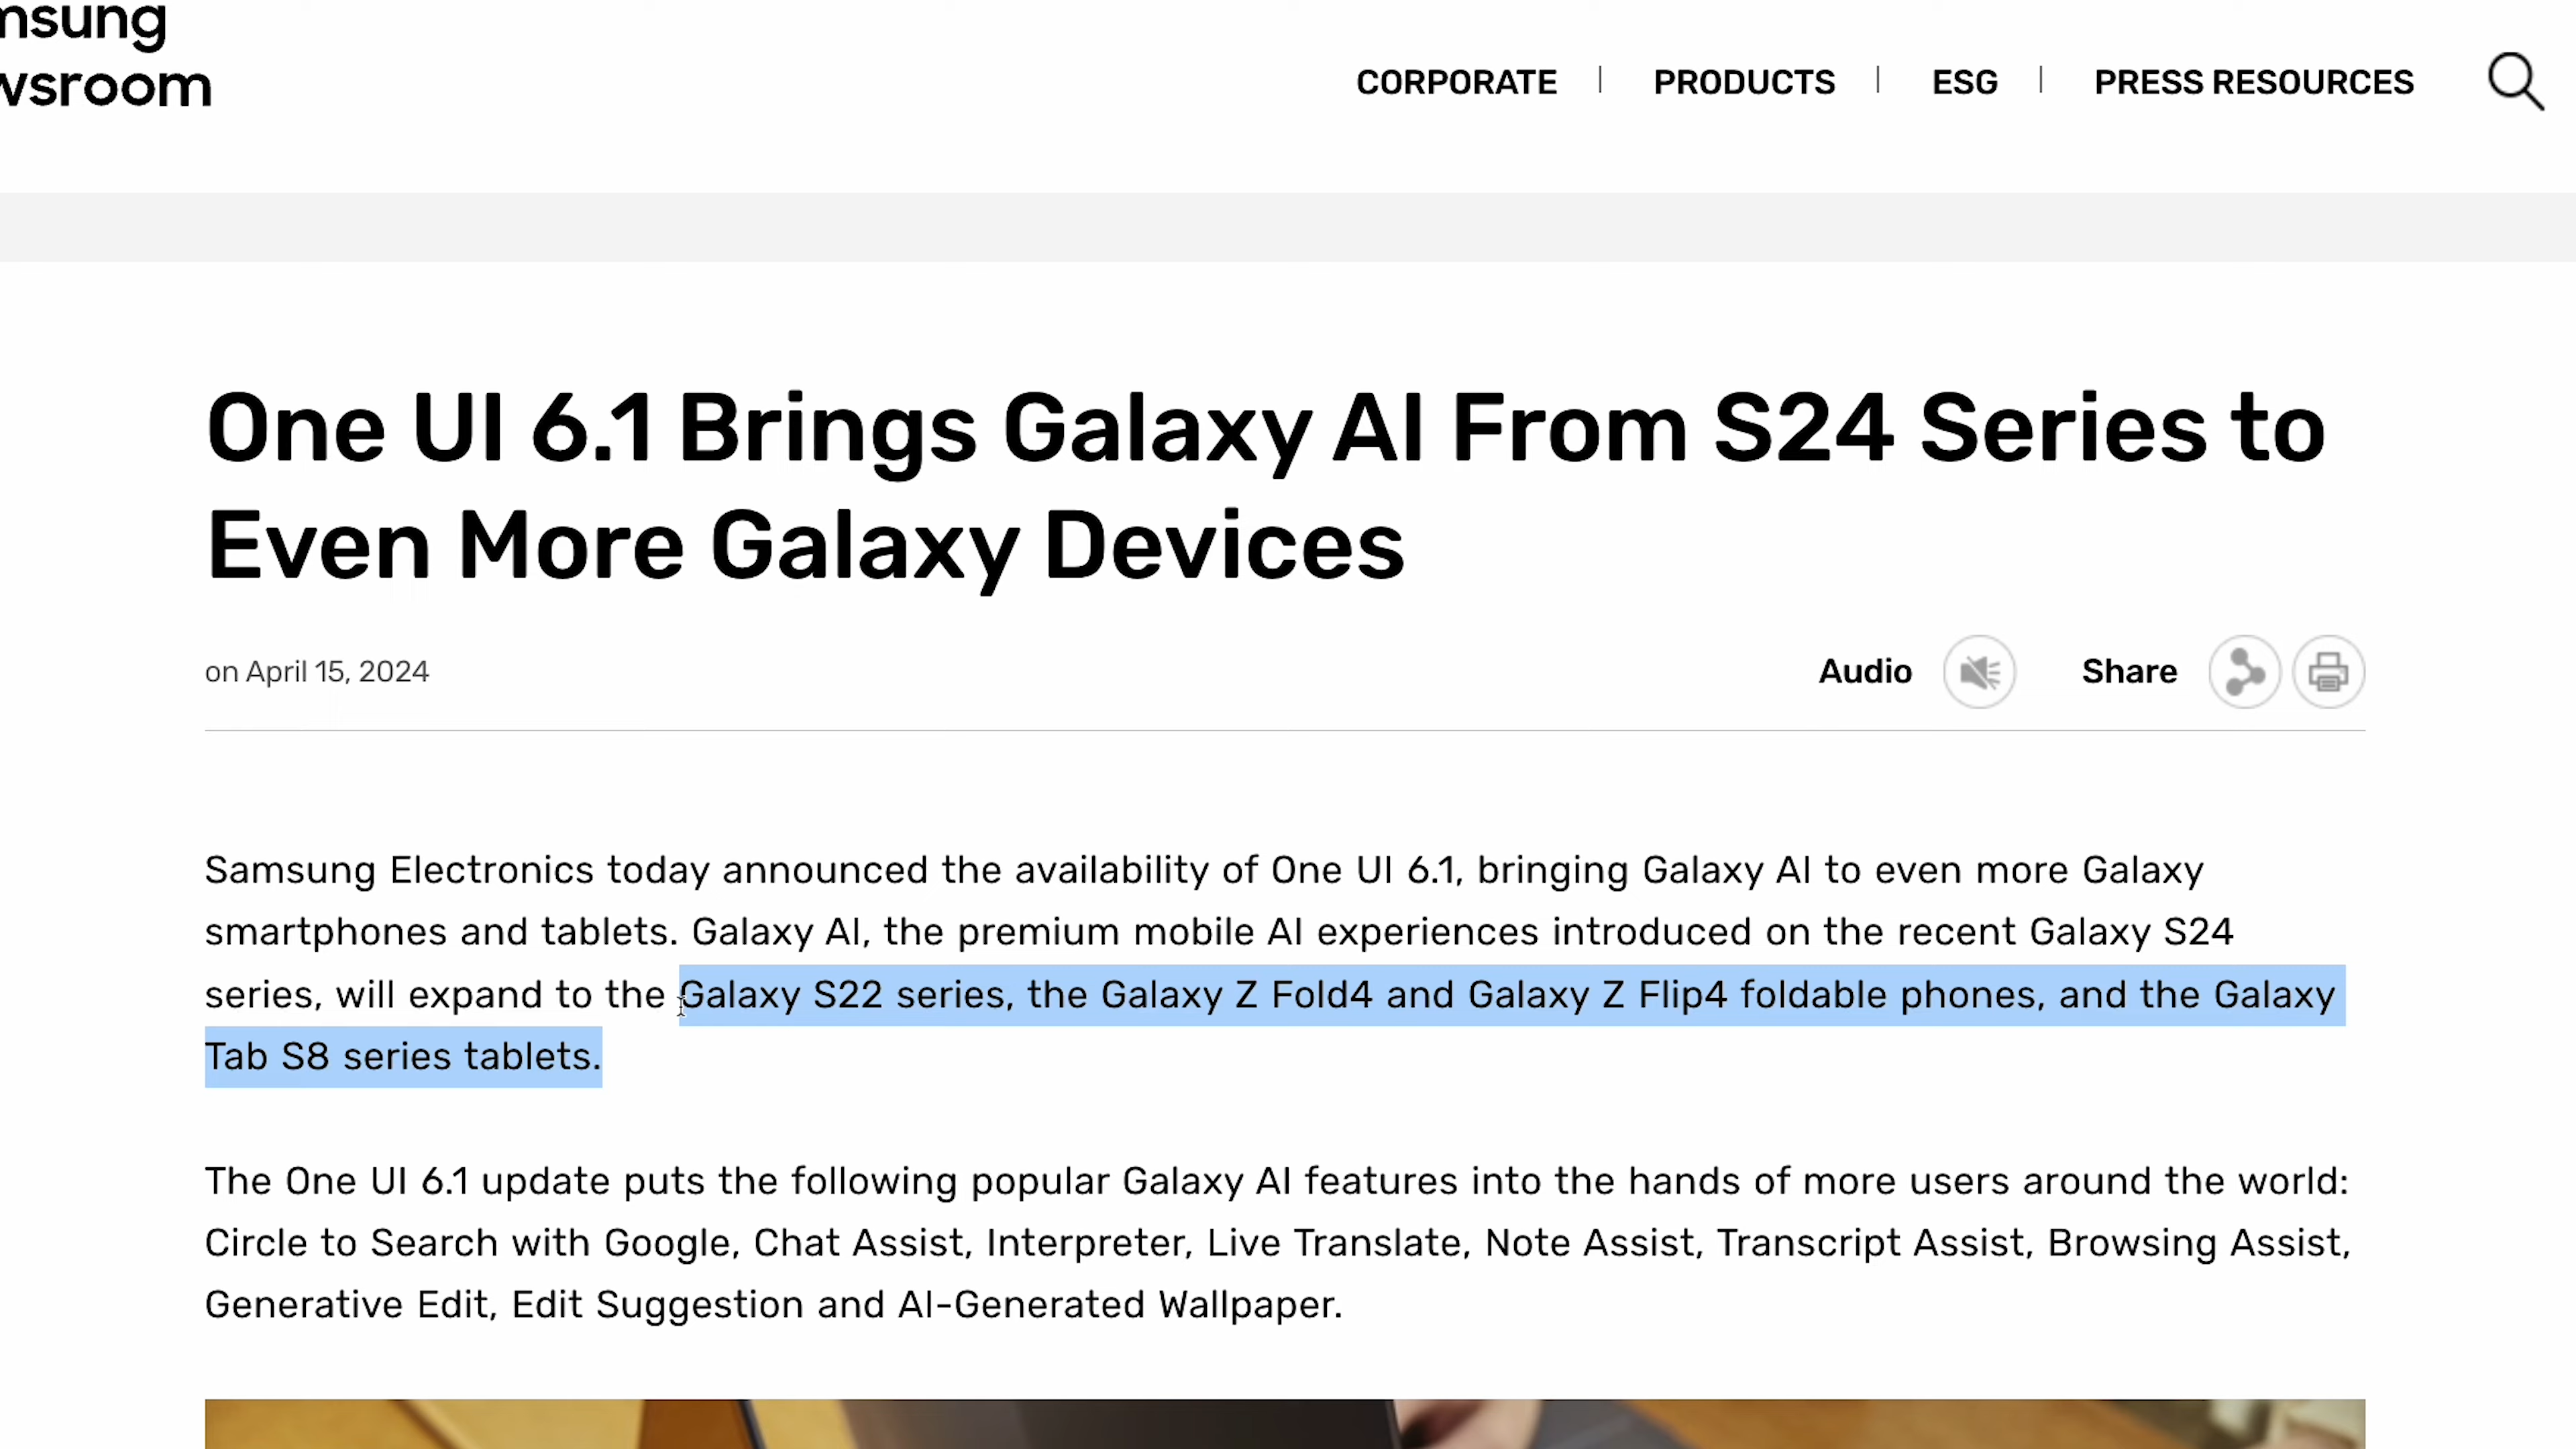 msung
wsroom
CORPORATE | PRODUCTS | ESG | PRESS RESOURCES
One UI 6.1 Brings Galaxy AI From S24 Series to
Even More Galaxy Devices
on April 15, 2024
Audio Share
Samsung Electronics today announced the availability of One UI 6.1, bringing Galaxy AI to even more Galaxy
smartphones and tablets. Galaxy AI, the premium mobile AI experiences introduced on the recent Galaxy S24
series, will expand to the Galaxy S22 series, the Galaxy Z Fold4 and Galaxy Z Flip4 foldable phones, and the Galaxy
Tab S8 series tablets.
The One UI 6.1 update puts the following popular Galaxy AI features into the hands of more users around the world:
Circle to Search with Google, Chat Assist, Interpreter, Live Translate, Note Assist, Transcript Assist, Browsing Assist,
Generative Edit, Edit Suggestion and AI-Generated Wallpaper.